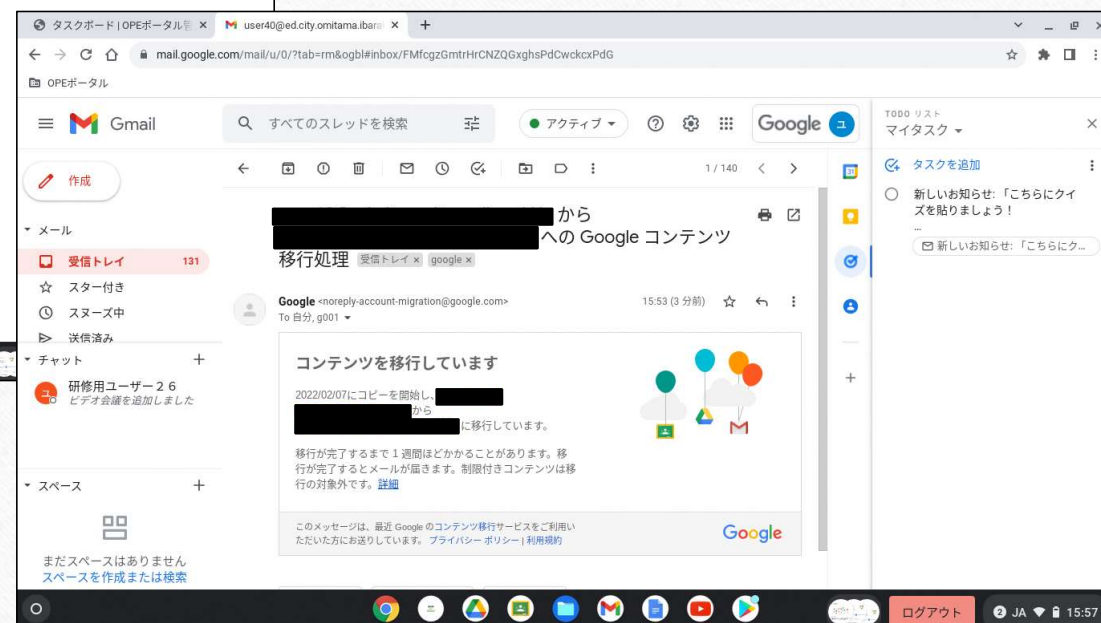 タスクボード | OPEポータル管
user40@ed.city.omitama.ibara
mail.google.com/mail/u/0/?tab=rm&ogbl#inbox/FMfcgzGmtrHrCNZQGxghsPdCwckcxPdG
OPEポータル
Gmail
すべてのスレッドを検索
アクティブ
Google
ユ
TODO リスト
マイタスク
作成
1 / 140
タスクを追加
新しいお知らせ: 「こちらにクイ
ズを貼りましょう！
...
新しいお知らせ: 「こちらにク...
メール
受信トレイ 131
スター付き
スヌーズ中
送信済み
チャット
研修用ユーザー２６
ビデオ会議を追加しました
スペース
まだスペースはありません
スペースを作成または検索
から
への Google コンテンツ
移行処理 受信トレイ x google x
Google <noreply-account-migration@google.com> 15:53 (3 分前)
To 自分, g001
コンテンツを移行しています
2022/02/07にコピーを開始し、
から
に移行しています。
移行が完了するまで 1 週間ほどかかることがあります。移
行が完了するとメールが届きます。制限付きコンテンツは移
行の対象外です。詳細
このメッセージは、最近 Google のコンテンツ移行サービスをご利用い
ただいた方にお送りしています。 プライバシー ポリシー | 利用規約
Google
31
ログアウト
2 JA 15:57